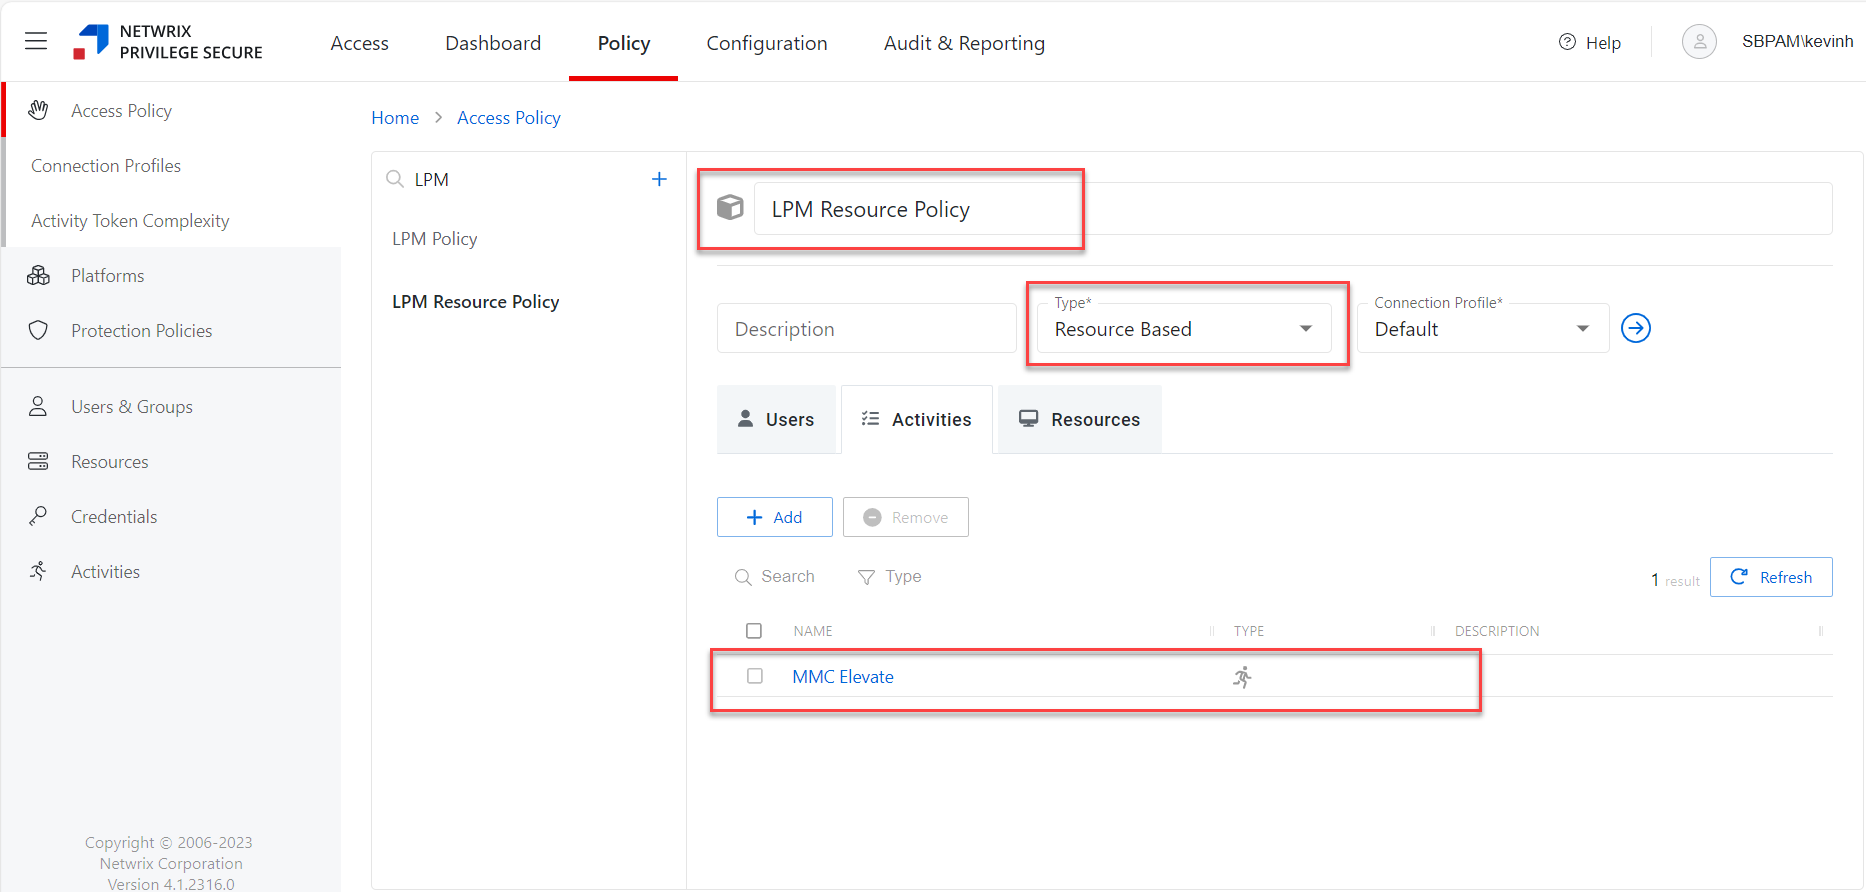 NETWRIX
PRIVILEGE SECURE
Access
Dashboard
Policy
Configuration
Audit & Reporting
Help
SBPAM\kevinh
Access Policy
Connection Profiles
Activity Token Complexity
Platforms
Protection Policies
Users & Groups
Resources
Credentials
Activities
Copyright © 2006-2023
Netwrix Corporation
Version 4.1.2316.0
Home > Access Policy
LPM
LPM Policy
LPM Resource Policy
LPM Resource Policy
Description
Type*
Resource Based
Connection Profile*
Default
Users
Activities
Resources
Add
Remove
Search
Type
1 result
Refresh
NAME
TYPE
DESCRIPTION
MMC Elevate